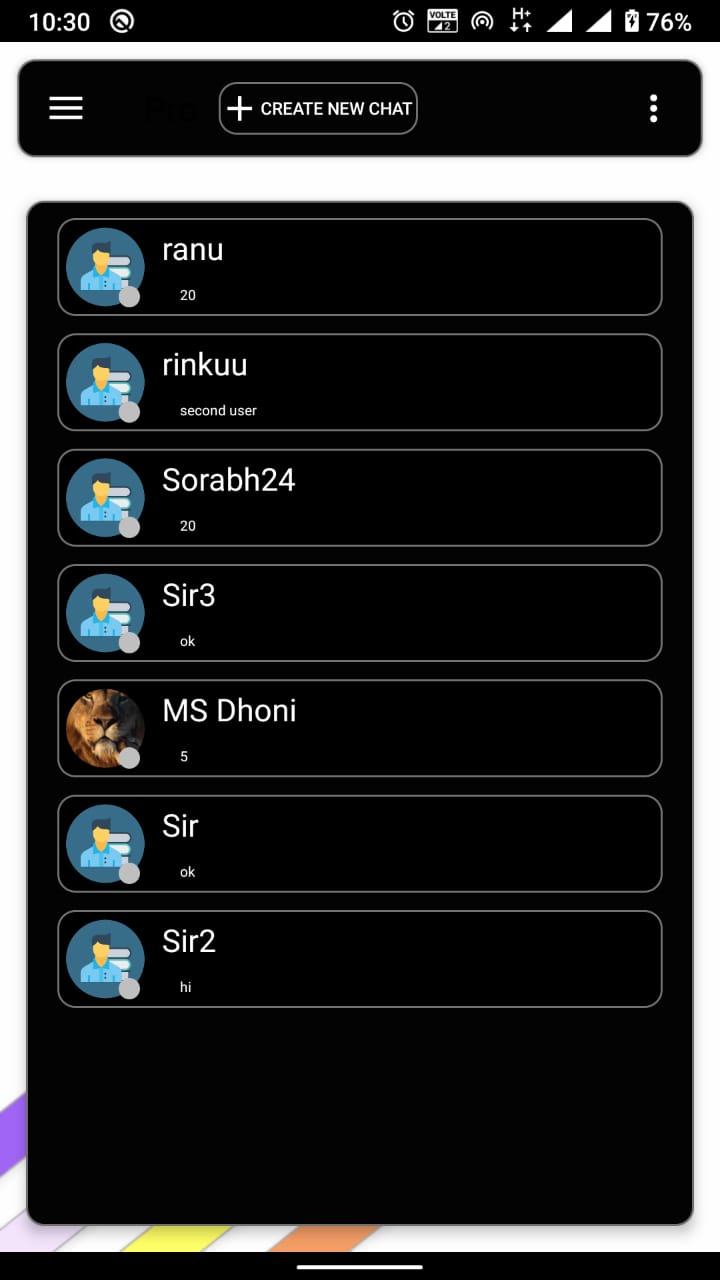 10:30
VOLTE
2
H+
76%
Pro
CREATE NEW CHAT
ranu
20
rinkuu
second user
Sorabh24
20
Sir3
ok
MS Dhoni
5
Sir
ok
Sir2
hi